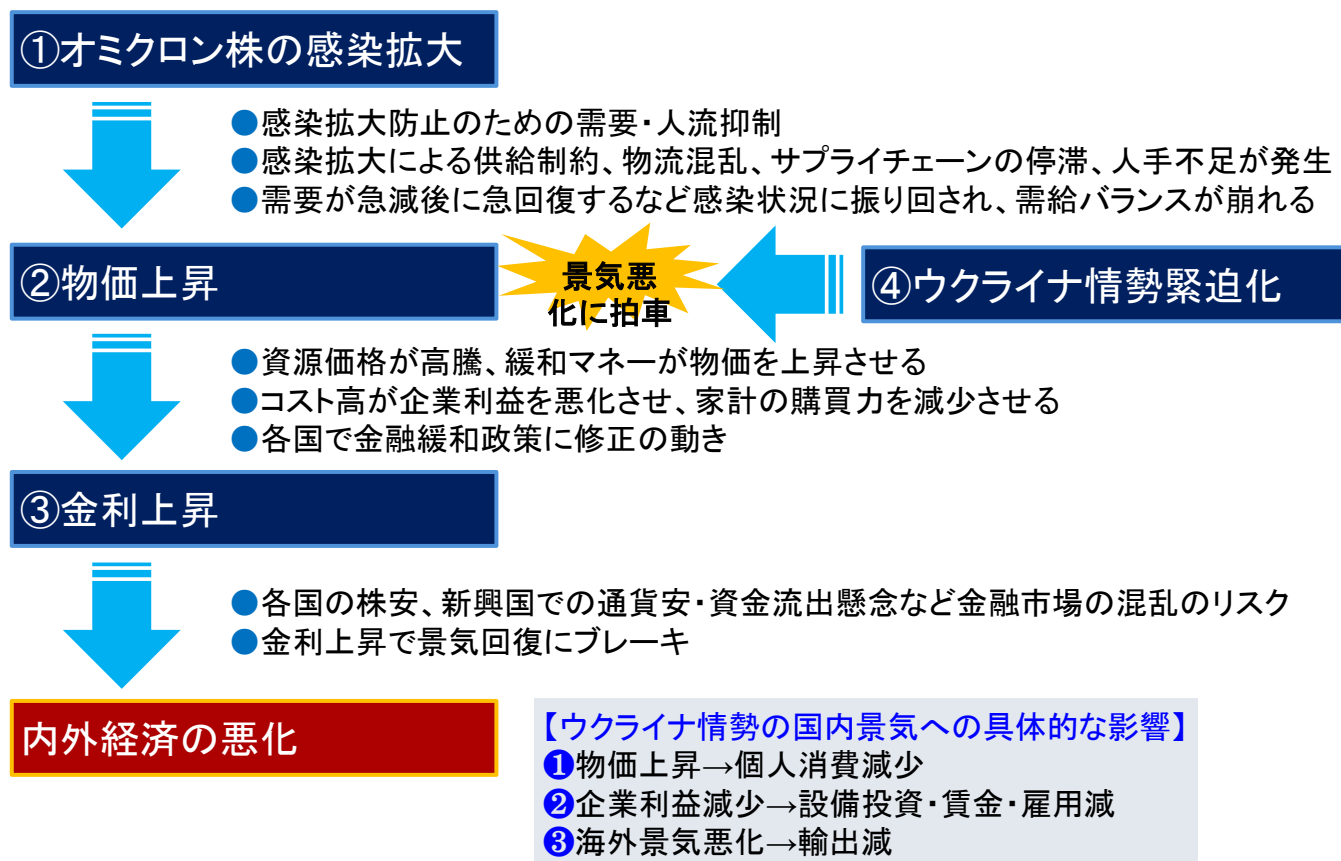 ①オミクロン株の感染拡大
●感染拡大防止のための需要・人流抑制
●感染拡大による供給制約、物流混乱、サプライチェーンの停滞、人手不足が発生
●需要が急減後に急回復するなど感染状況に振り回され、需給バランスが崩れる
②物価上昇
景気悪
化に拍車
④ウクライナ情勢緊迫化
●資源価格が高騰、緩和マネーが物価を上昇させる
●コスト高が企業利益を悪化させ、家計の購買力を減少させる
●各国で金融緩和政策に修正の動き
③金利上昇
●各国の株安、新興国での通貨安・資金流出懸念など金融市場の混乱のリスク
●金利上昇で景気回復にブレーキ
内外経済の悪化
【ウクライナ情勢の国内景気への具体的な影響】
❶物価上昇→個人消費減少
❷企業利益減少→設備投資・賃金・雇用減
❸海外景気悪化→輸出減